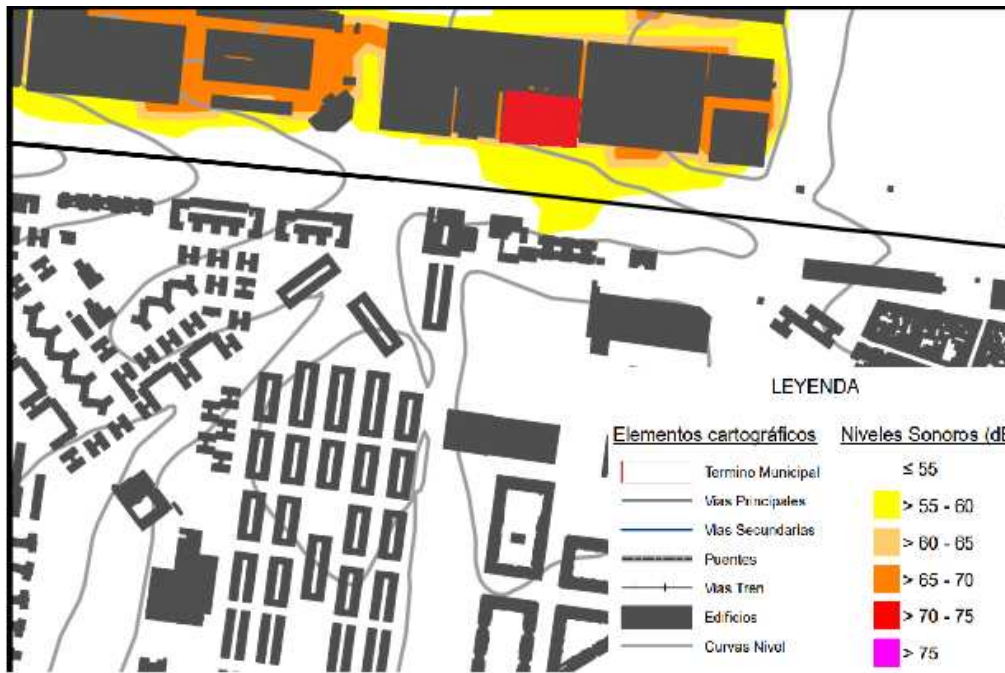 LEYENDA
Elementos cartográficos
Termino Municipal
Vias Principales
Vias Secundarias
Puentes
Vias Tren
Edificios
Curvas Nivel
Niveles Sonoros (dB
≤ 55
> 55 - 60
> 60 - 65
> 65 - 70
> 70 - 75
> 75